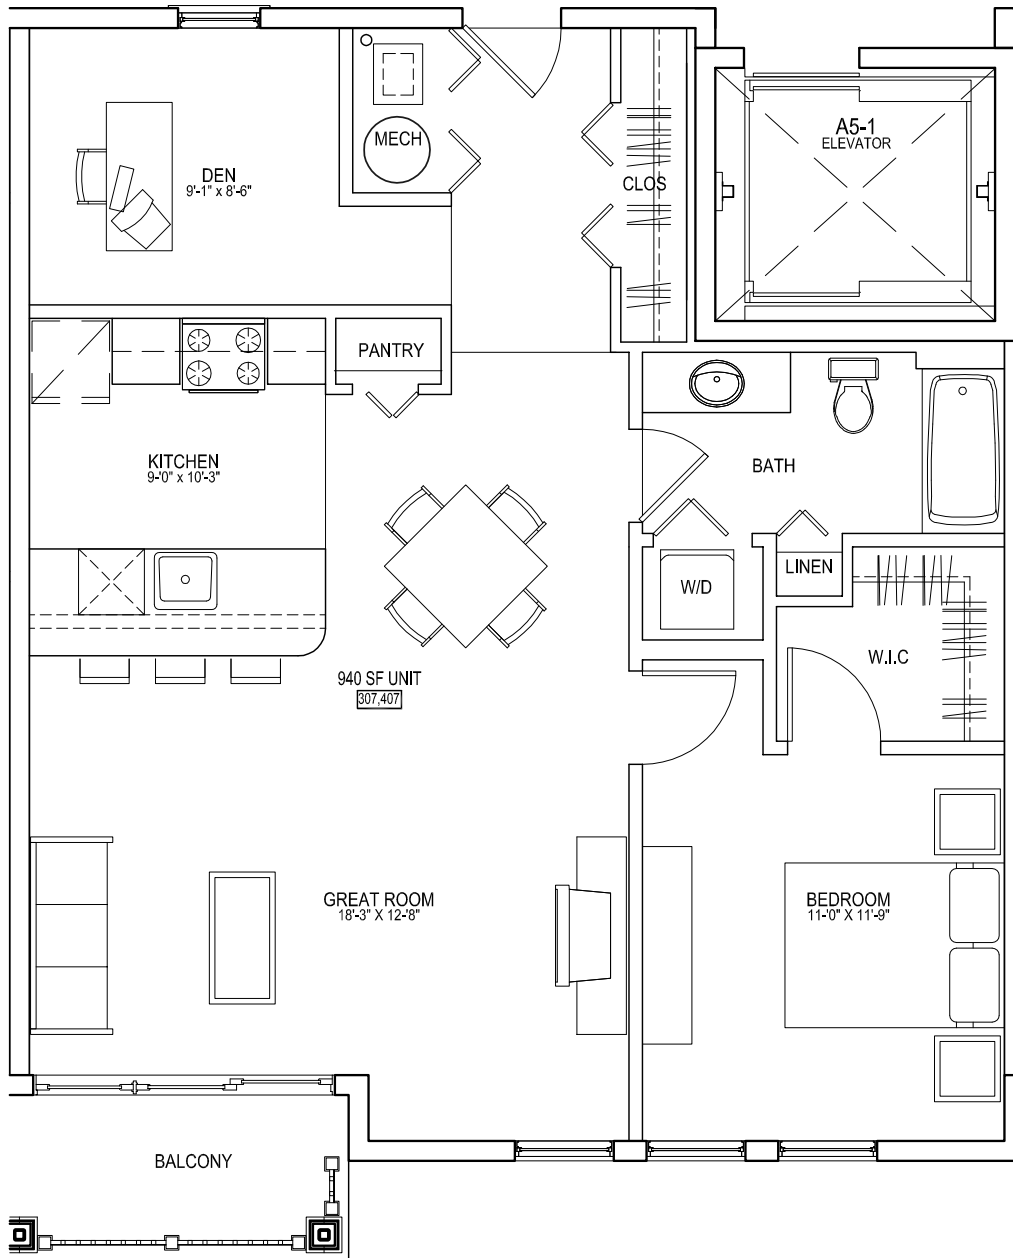 MECH
A5-1
ELEVATOR
DEN
9'-1" x 8'-6"
CLOS
PANTRY
KITCHEN
9'-0" x 10'-3"
BATH
LINEN
W/D
W.I.C
940 SF UNIT
307,407
GREAT ROOM
18'-3" X 12'-8"
BEDROOM
11'-0" X 11'-9"
BALCONY